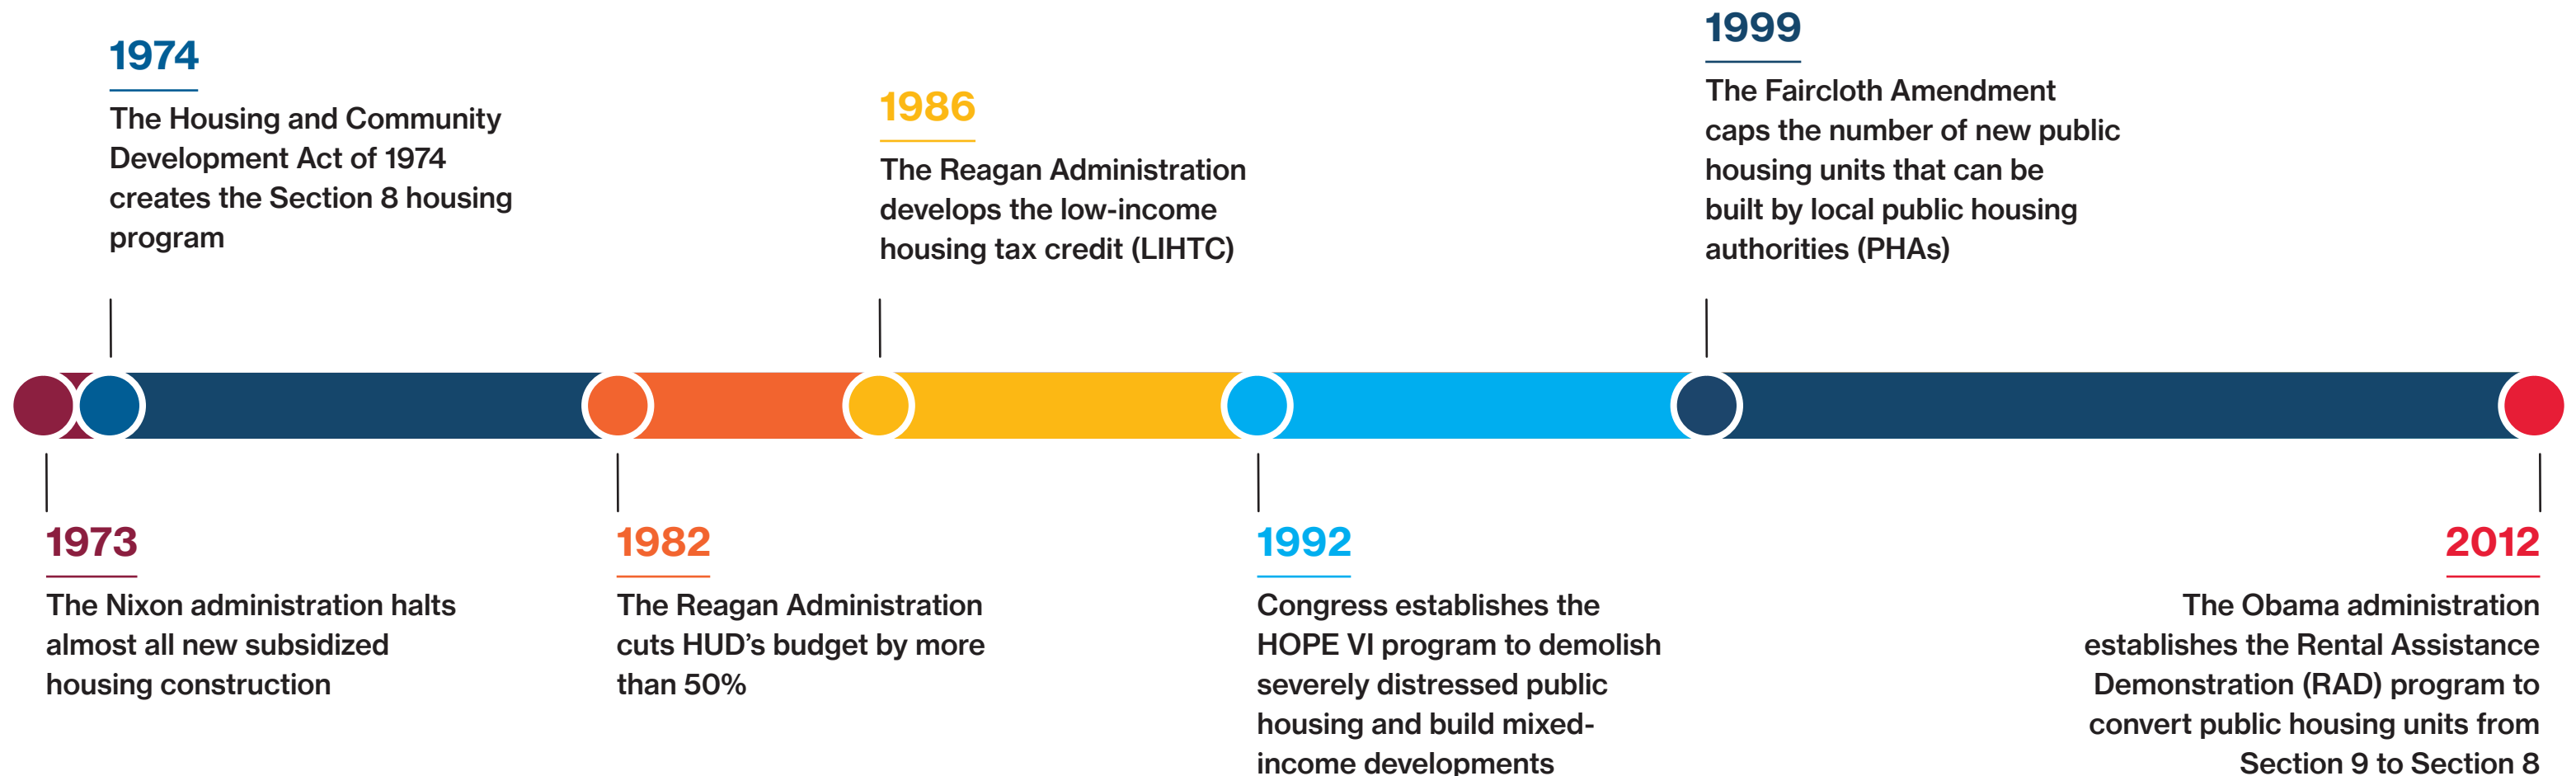 1974
The Housing and Community
Development Act of 1974
creates the Section 8 housing
program
1986
The Reagan Administration
develops the low-income
housing tax credit (LIHTC)
1999
The Faircloth Amendment
caps the number of new public
housing units that can be
built by local public housing
authorities (PHAs)
1973
The Nixon administration halts
almost all new subsidized
housing construction
1982
The Reagan Administration
cuts HUD’s budget by more
than 50%
1992
Congress establishes the
HOPE VI program to demolish
severely distressed public
housing and build mixed-
income developments
2012
The Obama administration
establishes the Rental Assistance
Demonstration (RAD) program to
convert public housing units from
Section 9 to Section 8